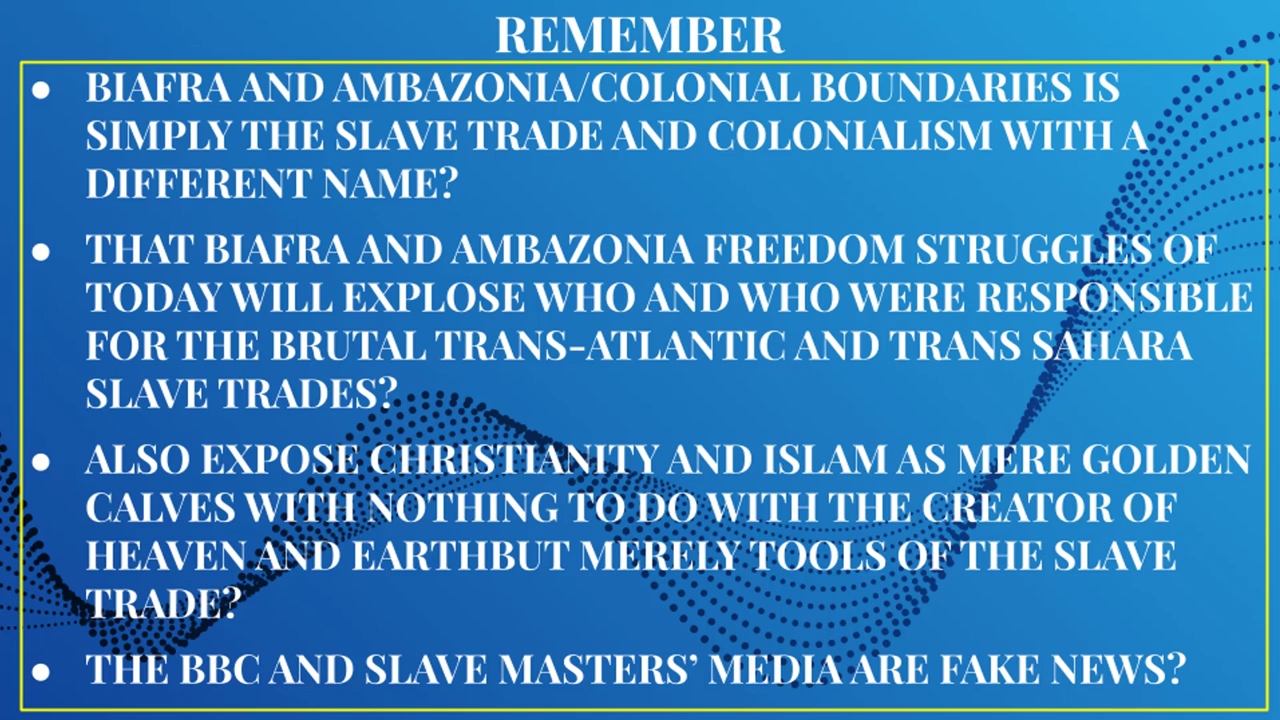 REMEMBER
● BIAFRA AND AMBAZONIA/COLONIAL BOUNDARIES IS
SIMPLY THE SLAVE TRADE AND COLONIALISM WITH A
DIFFERENT NAME?
● THAT BIAFRA AND AMBAZONIA FREEDOM STRUGGLES OF
TODAY WILL EXPLOSE WHO AND WHO WERE RESPONSIBLE
FOR THE BRUTAL TRANS-ATLANTIC AND TRANS SAHARA
SLAVE TRADES?
● ALSO EXPOSE CHRISTIANITY AND ISLAM AS MERE GOLDEN
CALVES WITH NOTHING TO DO WITH THE CREATOR OF
HEAVEN AND EARTHBUT MERELY TOOLS OF THE SLAVE
TRADE?
● THE BBC AND SLAVE MASTERS’ MEDIA ARE FAKE NEWS?